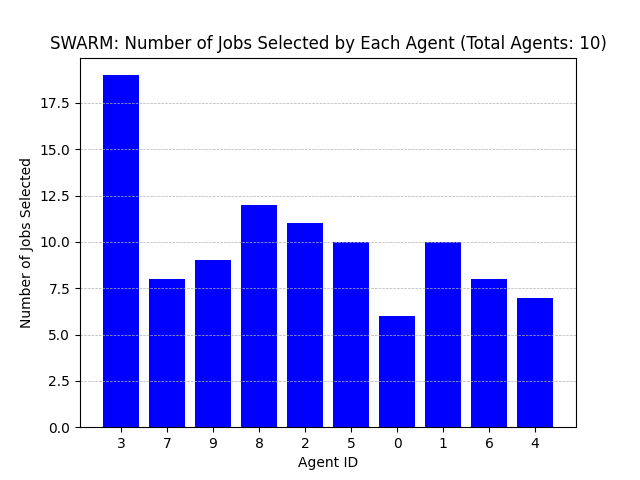 SWARM: Number of Jobs Selected by Each Agent (Total Agents: 10)
17.5
15.0
12.5
10.0
7.5
5.0
2.5
0.0
Number of Jobs Selected
3 7 9 8 2 5 0 1 6 4
Agent ID